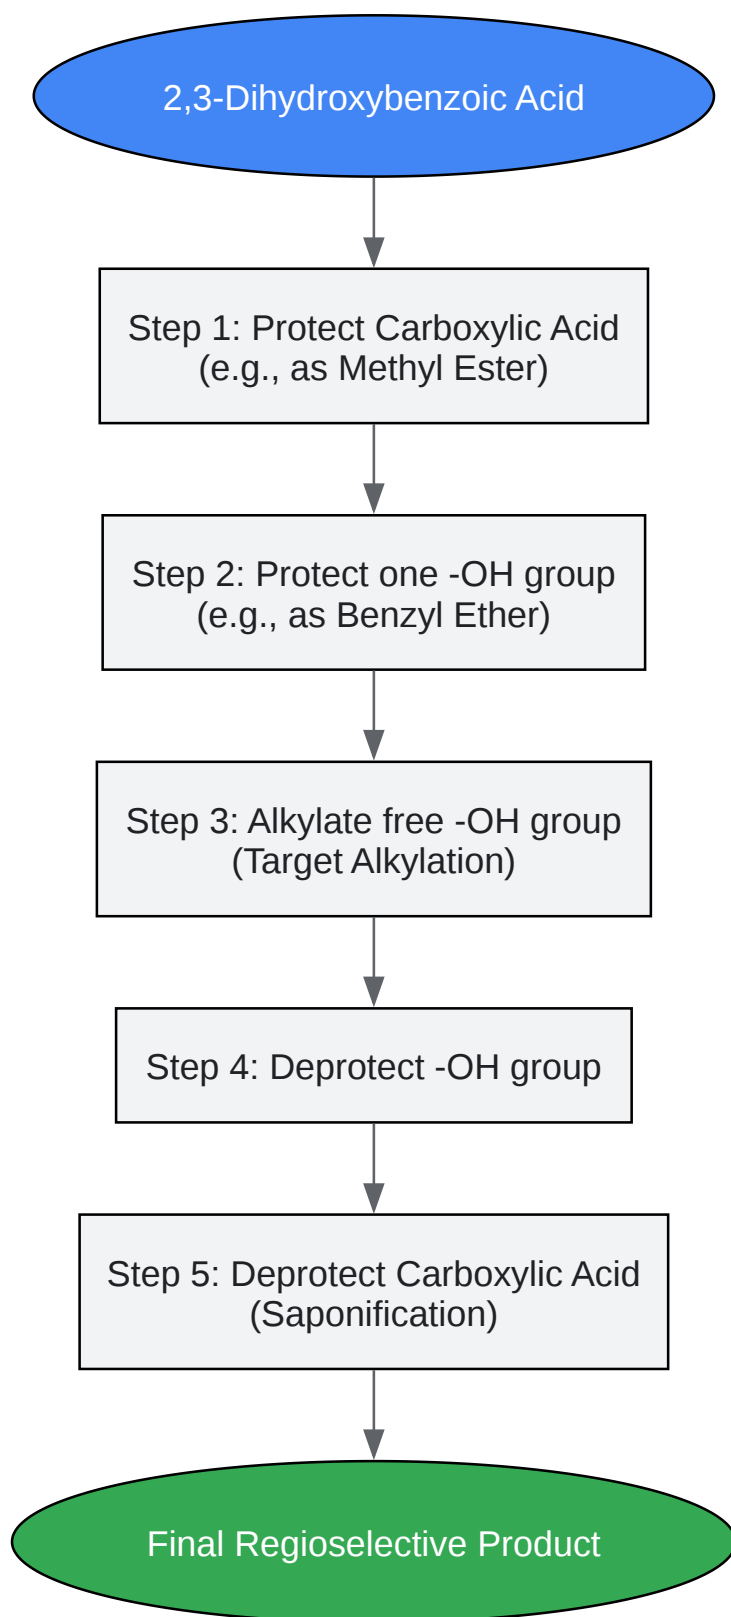 2,3-Dihydroxybenzoic Acid
Step 1: Protect Carboxylic Acid
(e.g., as Methyl Ester)
Step 2: Protect one -OH group
(e.g., as Benzyl Ether)
Step 3: Alkylate free -OH group
(Target Alkylation)
Step 4: Deprotect -OH group
Step 5: Deprotect Carboxylic Acid
(Saponification)
Final Regioselective Product